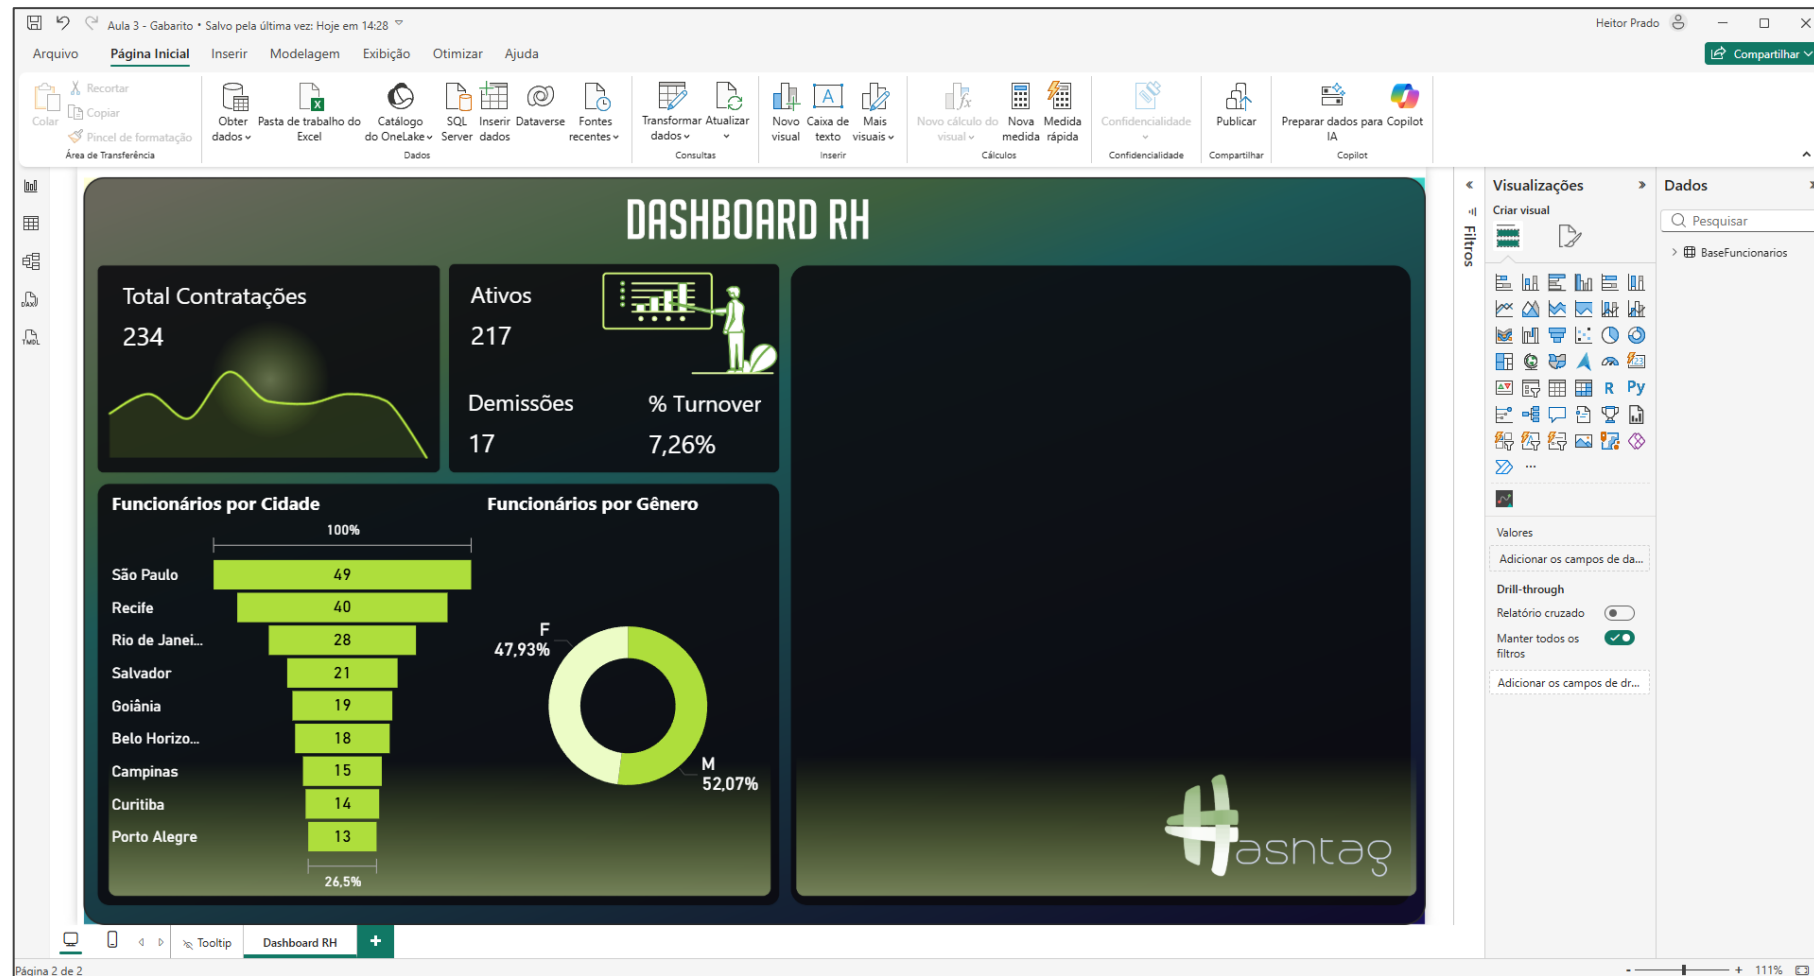 Aula 3 - Gabarito • Salvo pela última vez: Hoje em 14:28
Heitor Prado
Arquivo
Página Inicial
Inserir
Modelagem
Exibição
Otimizar
Ajuda
Compartilhar
Colar
Recortar
Copiar
Pincel de formatação
Área de Transferência
Obter dados
Pasta de trabalho do Excel
Catálogo do OneLake
SQL Server
Inserir dados
Dataverse
Fontes recentes
Dados
Transformar dados
Atualizar
Consultas
Novo visual
Caixa de texto
Mais visuais
Inserir
Novo cálculo do visual
Nova medida
Medida rápida
Cálculos
Confidencialidade
Confidencialidade
Publicar
Compartilhar
Preparar dados para IA
Copilot
Copilot
DAX
TMDL
DASHBOARD RH
Total Contratações
234
Ativos
217
Demissões
17
% Turnover
7,26%
Funcionários por Cidade
100%
São Paulo 49
Recife 40
Rio de Janei... 28
Salvador 21
Goiânia 19
Belo Horizo... 18
Campinas 15
Curitiba 14
Porto Alegre 13
26,5%
Funcionários por Gênero
F
47,93%
M
52,07%
Hashtag
Filtros
Visualizações
Criar visual
R
Py
123
...
Valores
Adicionar os campos de da...
Drill-through
Relatório cruzado
Manter todos os
filtros
Adicionar os campos de dr...
Dados
Pesquisar
BaseFuncionarios
Tooltip
Dashboard RH
+
Página 2 de 2
- + 111%